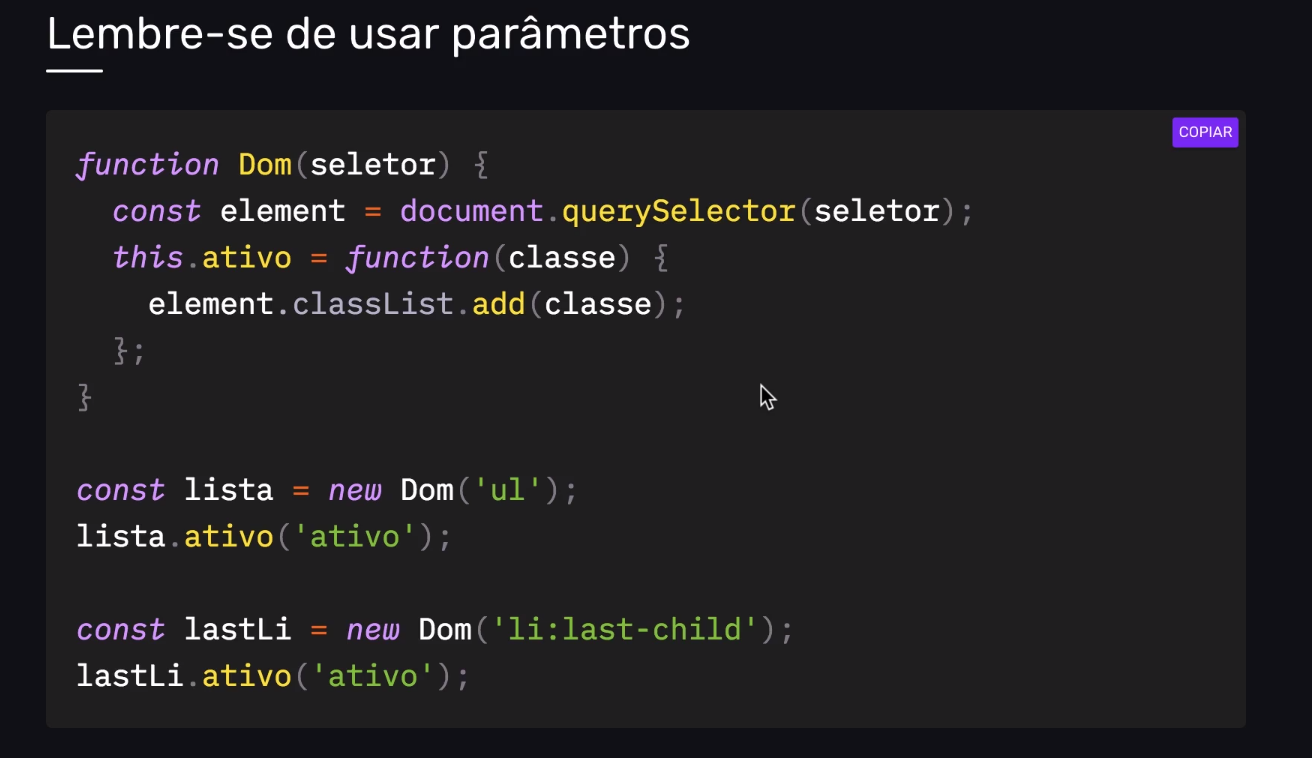 Lembre-se de usar parâmetros
COPIAR
function Dom(seletor) {
  const element = document.querySelector(seletor);
  this.ativo = function(classe) {
    element.classList.add(classe);
  };
}
const lista = new Dom('ul');
lista.ativo('ativo');
const lastLi = new Dom('li:last-child');
lastLi.ativo('ativo');